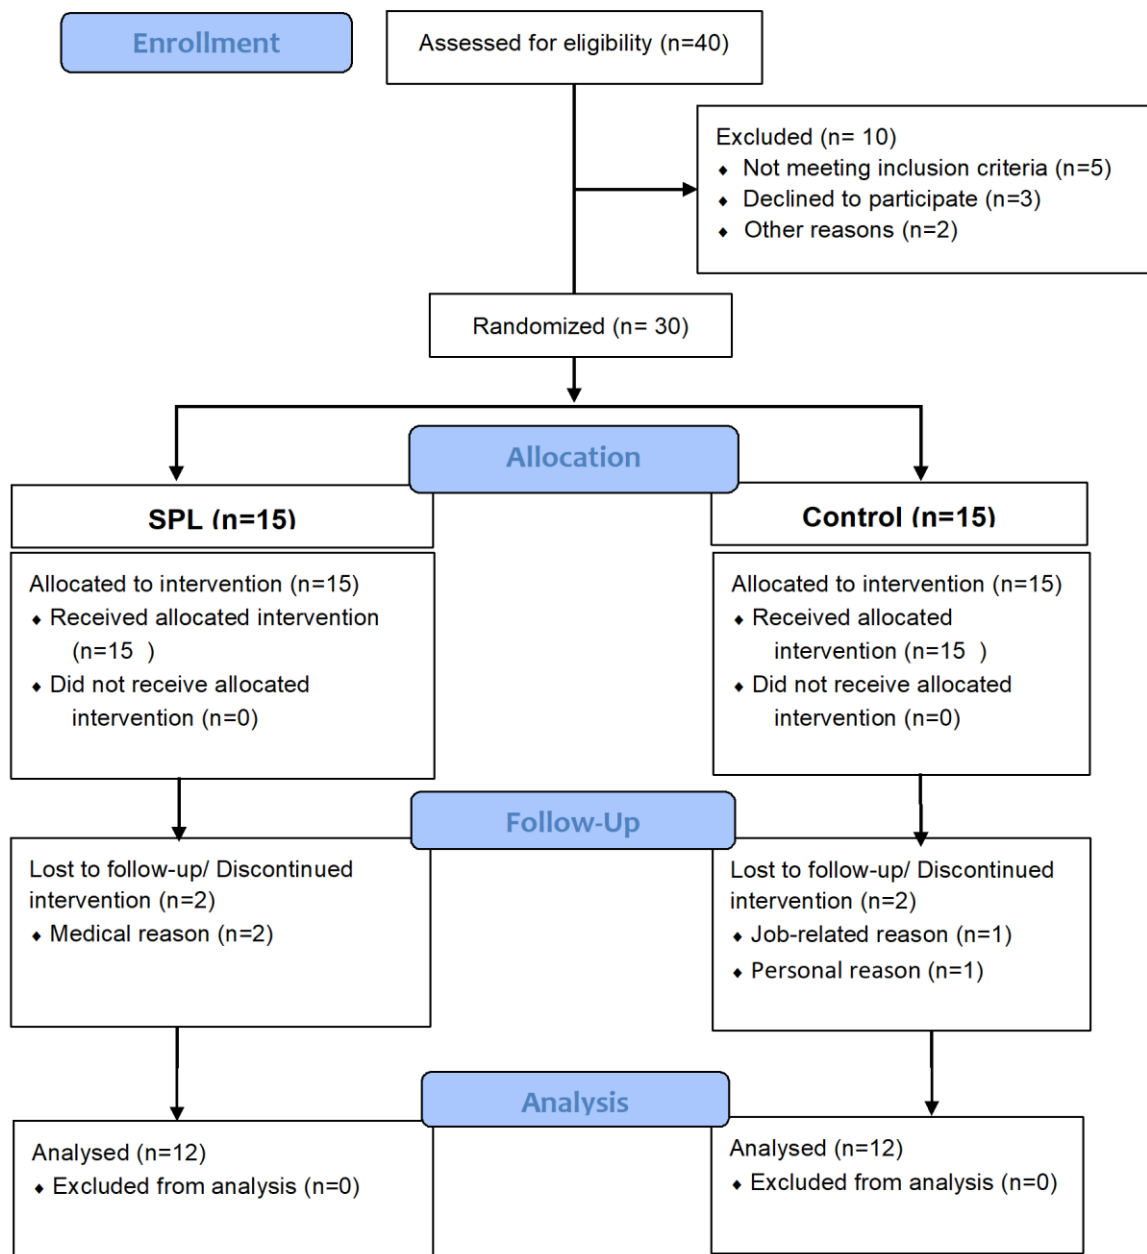 Enrollment
Assessed for eligibility (n=40)
Excluded (n= 10)
⬥ Not meeting inclusion criteria (n=5)
⬥ Declined to participate (n=3)
⬥ Other reasons (n=2)
Randomized (n= 30)
Allocation
SPL (n=15)
Allocated to intervention (n=15)
⬥ Received allocated intervention
(n=15 )
⬥ Did not receive allocated
intervention (n=0)
Control (n=15)
Allocated to intervention (n=15)
⬥ Received allocated
intervention (n=15 )
⬥ Did not receive allocated
intervention (n=0)
Follow-Up
Lost to follow-up/ Discontinued
intervention (n=2)
⬥ Medical reason (n=2)
Lost to follow-up/ Discontinued
intervention (n=2)
⬥ Job-related reason (n=1)
⬥ Personal reason (n=1)
Analysis
Analysed (n=12)
⬥ Excluded from analysis (n=0)
Analysed (n=12)
⬥ Excluded from analysis (n=0)